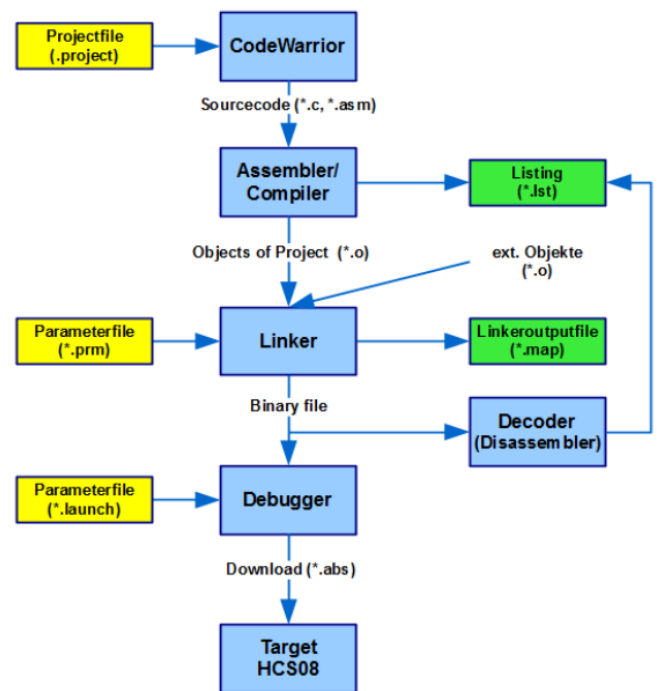 Projectfile
(.project)
CodeWarrior
Sourcecode (*.c, *.asm)
Assembler/
Compiler
Listing
(*.lst)
Objects of Project (*.o)
ext. Objekte
(*.o)
Parameterfile
(*.prm)
Linker
Linkeroutputfile
(*.map)
Binary file
Decoder
(Disassembler)
Parameterfile
(*.launch)
Debugger
Download (*.abs)
Target
HCS08